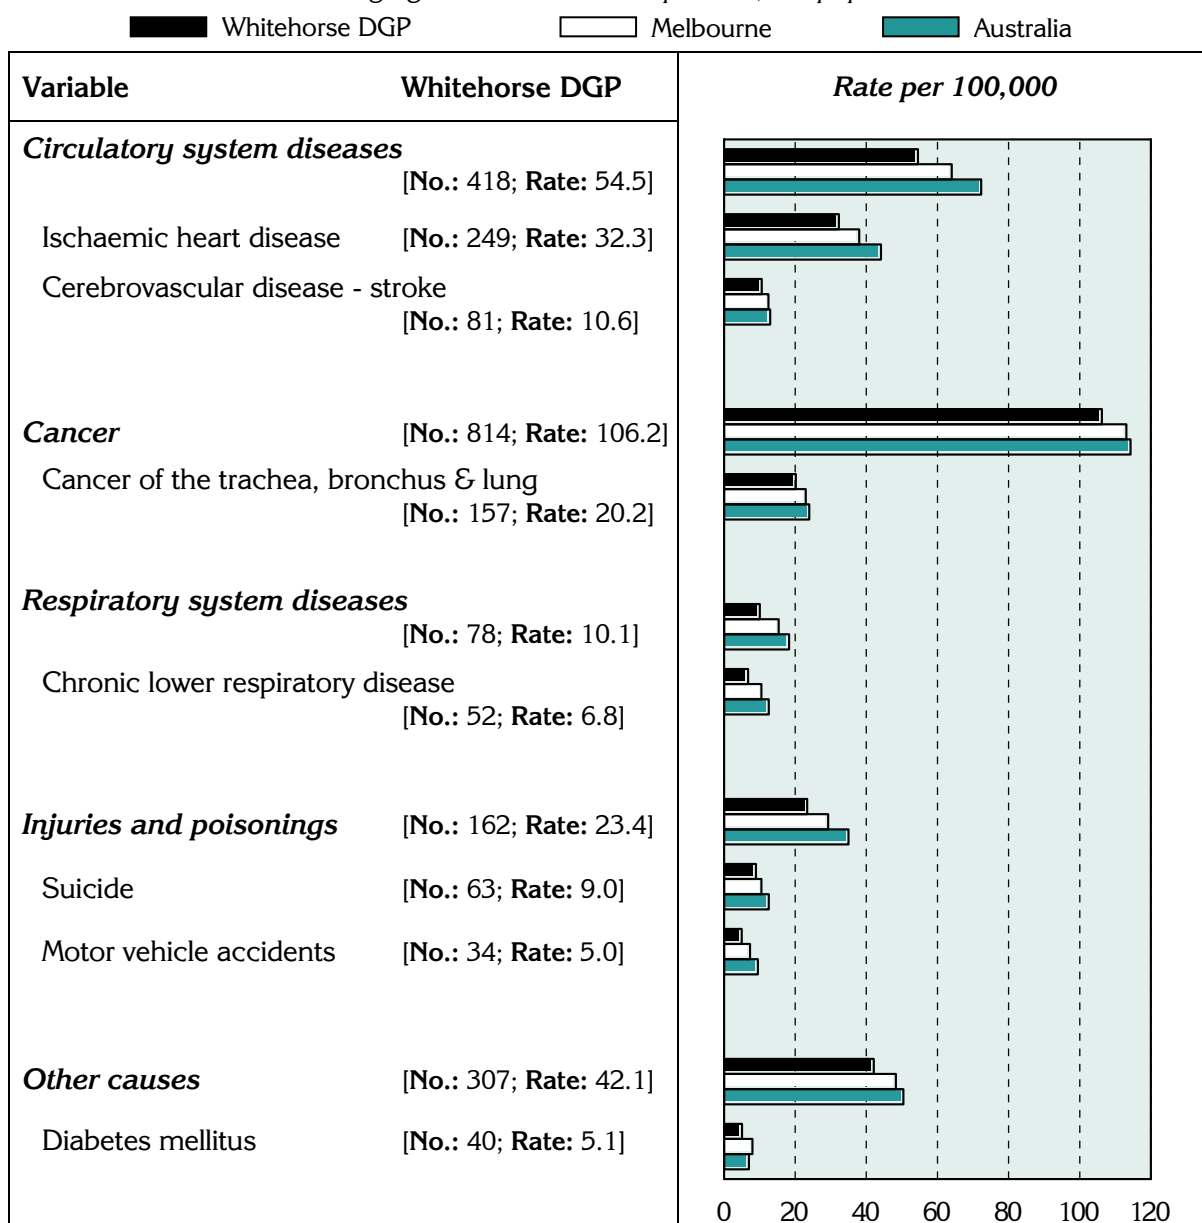 Whitehorse DGP Melbourne Australia
Variable Whitehorse DGP Rate per 100,000
Circulatory system diseases
[No.: 418; Rate: 54.5]
Ischaemic heart disease [No.: 249; Rate: 32.3]
Cerebrovascular disease - stroke
[No.: 81; Rate: 10.6]
Cancer [No.: 814; Rate: 106.2]
Cancer of the trachea, bronchus & lung
[No.: 157; Rate: 20.2]
Respiratory system diseases
[No.: 78; Rate: 10.1]
Chronic lower respiratory disease
[No.: 52; Rate: 6.8]
Injuries and poisonings [No.: 162; Rate: 23.4]
Suicide [No.: 63; Rate: 9.0]
Motor vehicle accidents [No.: 34; Rate: 5.0]
Other causes [No.: 307; Rate: 42.1]
Diabetes mellitus [No.: 40; Rate: 5.1]
0 20 40 60 80 100 120